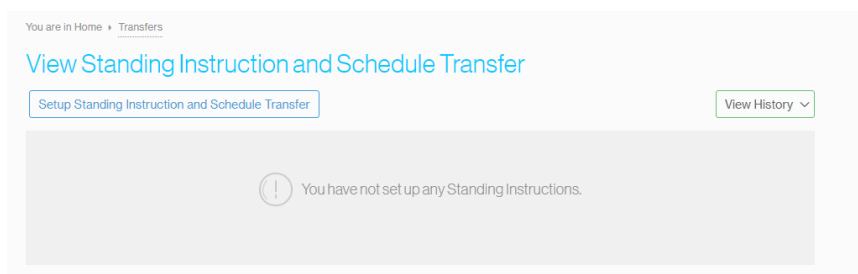 You are in Home › Transfers
View Standing Instruction and Schedule Transfer
Setup Standing Instruction and Schedule Transfer
View History
You have not set up any Standing Instructions.